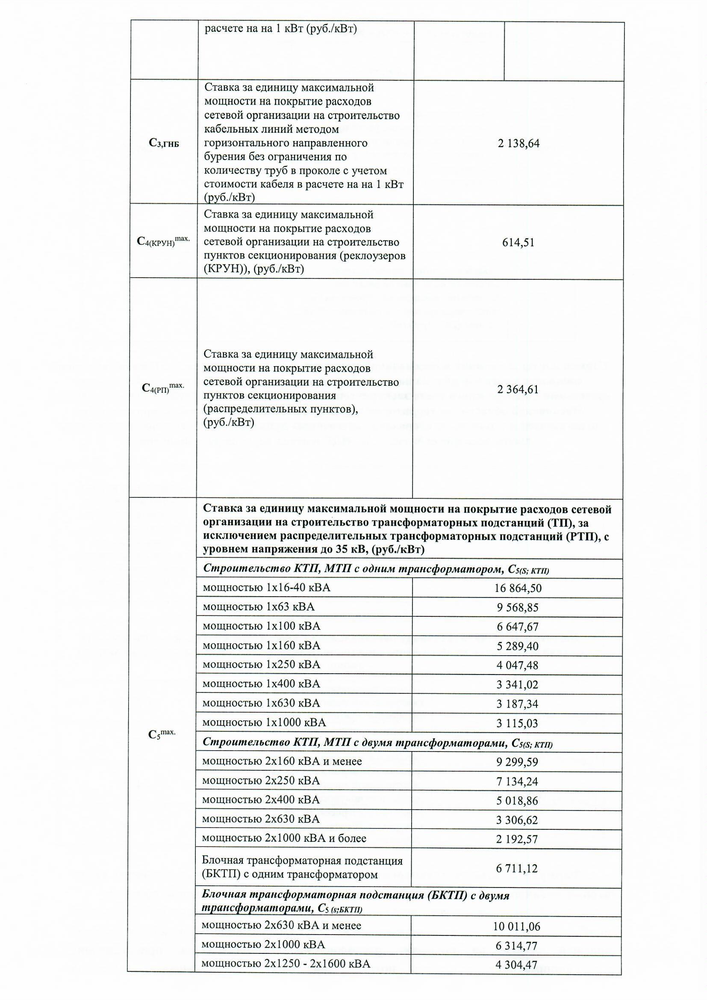 расчете на на 1 кВт (руб./кВт)
С3,ГНБ
Ставка за единицу максимальной
мощности на покрытие расходов
сетевой организации на строительство
кабельных линий методом
горизонтального направленного
бурения без ограничения по
количеству труб в проколе с учетом
стоимости кабеля в расчете на на 1 кВт
(руб./кВт)
2 138,64
С4(КРУН)max.
Ставка за единицу максимальной
мощности на покрытие расходов
сетевой организации на строительство
пунктов секционирования (реклоузеров
(КРУН)), (руб./кВт)
614,51
С4(РП)max.
Ставка за единицу максимальной
мощности на покрытие расходов
сетевой организации на строительство
пунктов секционирования
(распределительных пунктов),
(руб./кВт)
2 364,61
С5max.
Ставка за единицу максимальной мощности на покрытие расходов сетевой
организации на строительство трансформаторных подстанций (ТП), за
исключением распределительных трансформаторных подстанций (РТП), с
уровнем напряжения до 35 кВ, (руб./кВт)
Строительство КТП, МТП с одним трансформатором, С5(S; КТП)
мощностью 1х16-40 кВА 16 864,50
мощностью 1х63 кВА 9 568,85
мощностью 1х100 кВА 6 647,67
мощностью 1х160 кВА 5 289,40
мощностью 1х250 кВА 4 047,48
мощностью 1х400 кВА 3 341,02
мощностью 1х630 кВА 3 187,34
мощностью 1х1000 кВА 3 115,03
Строительство КТП, МТП с двумя трансформаторами, С5(S; КТП)
мощностью 2х160 кВА и менее 9 299,59
мощностью 2х250 кВА 7 134,24
мощностью 2х400 кВА 5 018,86
мощностью 2х630 кВА 3 306,62
мощностью 2х1000 кВА и более 2 192,57
Блочная трансформаторная подстанция
(БКТП) с одним трансформатором
6 711,12
Блочная трансформаторная подстанция (БКТП) с двумя
трансформаторами, С5 (s;БКТП)
мощностью 2х630 кВА и менее 10 011,06
мощностью 2х1000 кВА 6 314,77
мощностью 2х1250 - 2х1600 кВА 4 304,47